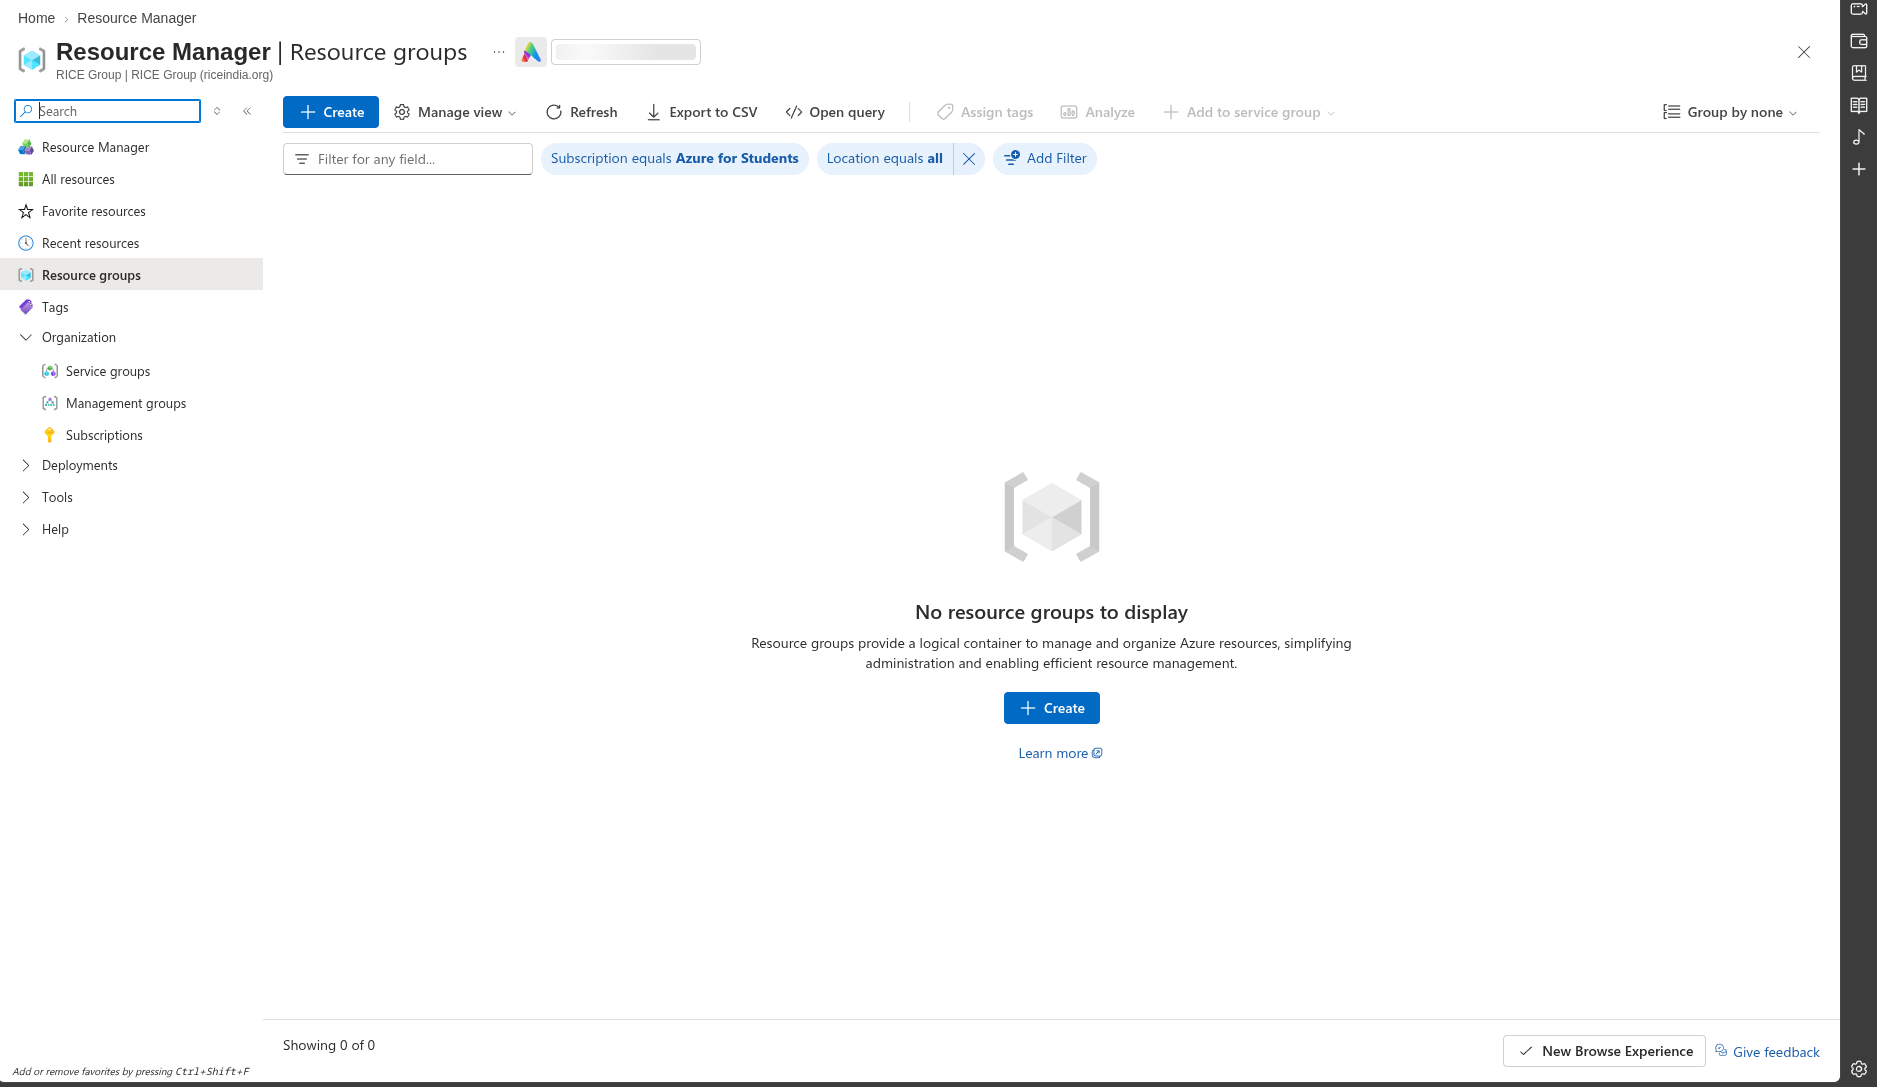 Home › Resource Manager
Resource Manager | Resource groups ...
RICE Group | RICE Group (riceindia.org)
Search
Create Manage view Refresh Export to CSV Open query Assign tags Analyze Add to service group Group by none
Filter for any field... Subscription equals Azure for Students Location equals all Add Filter
Resource Manager
All resources
Favorite resources
Recent resources
Resource groups
Tags
Organization
Service groups
Management groups
Subscriptions
Deployments
Tools
Help
No resource groups to display
Resource groups provide a logical container to manage and organize Azure resources, simplifying
administration and enabling efficient resource management.
Create
Learn more
Showing 0 of 0
New Browse Experience Give feedback
Add or remove favorites by pressing Ctrl+Shift+F